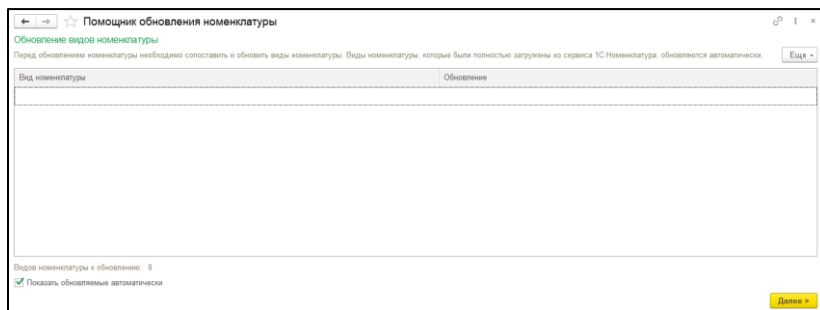 Помощник обновления номенклатуры
Обновление видов номенклатуры
Перед обновлением номенклатуры необходимо сопоставить и обновить виды номенклатуры. Виды номенклатуры, которые были полностью загружены из сервиса 1С:Номенклатура, обновляются автоматически.
Еще
Вид номенклатуры Обновление
Видов номенклатуры к обновлению: 0
Показать обновляемые автоматически
Далее >